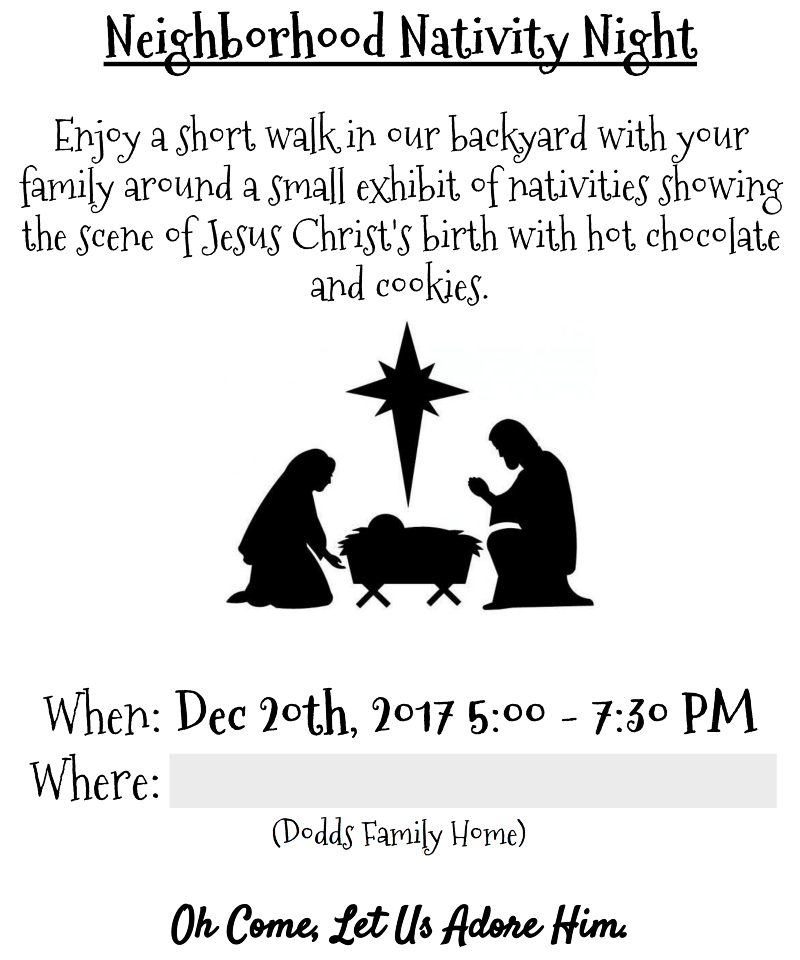 Neighborhood Nativity Night
Enjoy a short walk in our backyard with your
family around a small exhibit of nativities showing
the scene of Jesus Christ's birth with hot chocolate
and cookies.
When: Dec 20th, 2017 5:00 - 7:30 PM
Where:
(Dodds Family Home)
Oh Come, Let Us Adore Him.